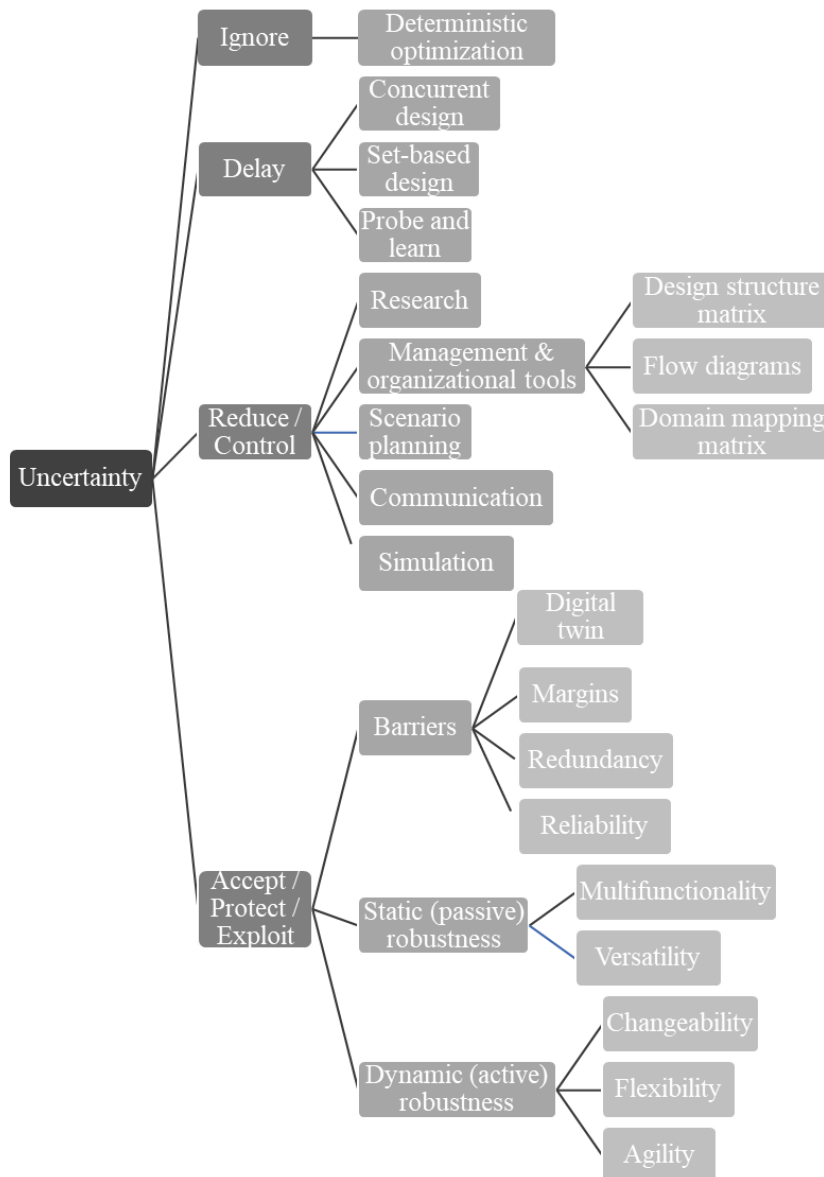 Ignore
Deterministic
optimization
Concurrent
design
Delay
Set-based
design
Probe and
learn
Research
Design structure
matrix
Management &
organizational tools
Flow diagrams
Reduce /
Control
Scenario
planning
Domain mapping
matrix
Uncertainty
Communication
Simulation
Digital
twin
Margins
Barriers
Redundancy
Reliability
Accept /
Protect /
Exploit
Static (passive)
robustness
Multifunctionality
Versatility
Changeability
Dynamic (active)
robustness
Flexibility
Agility